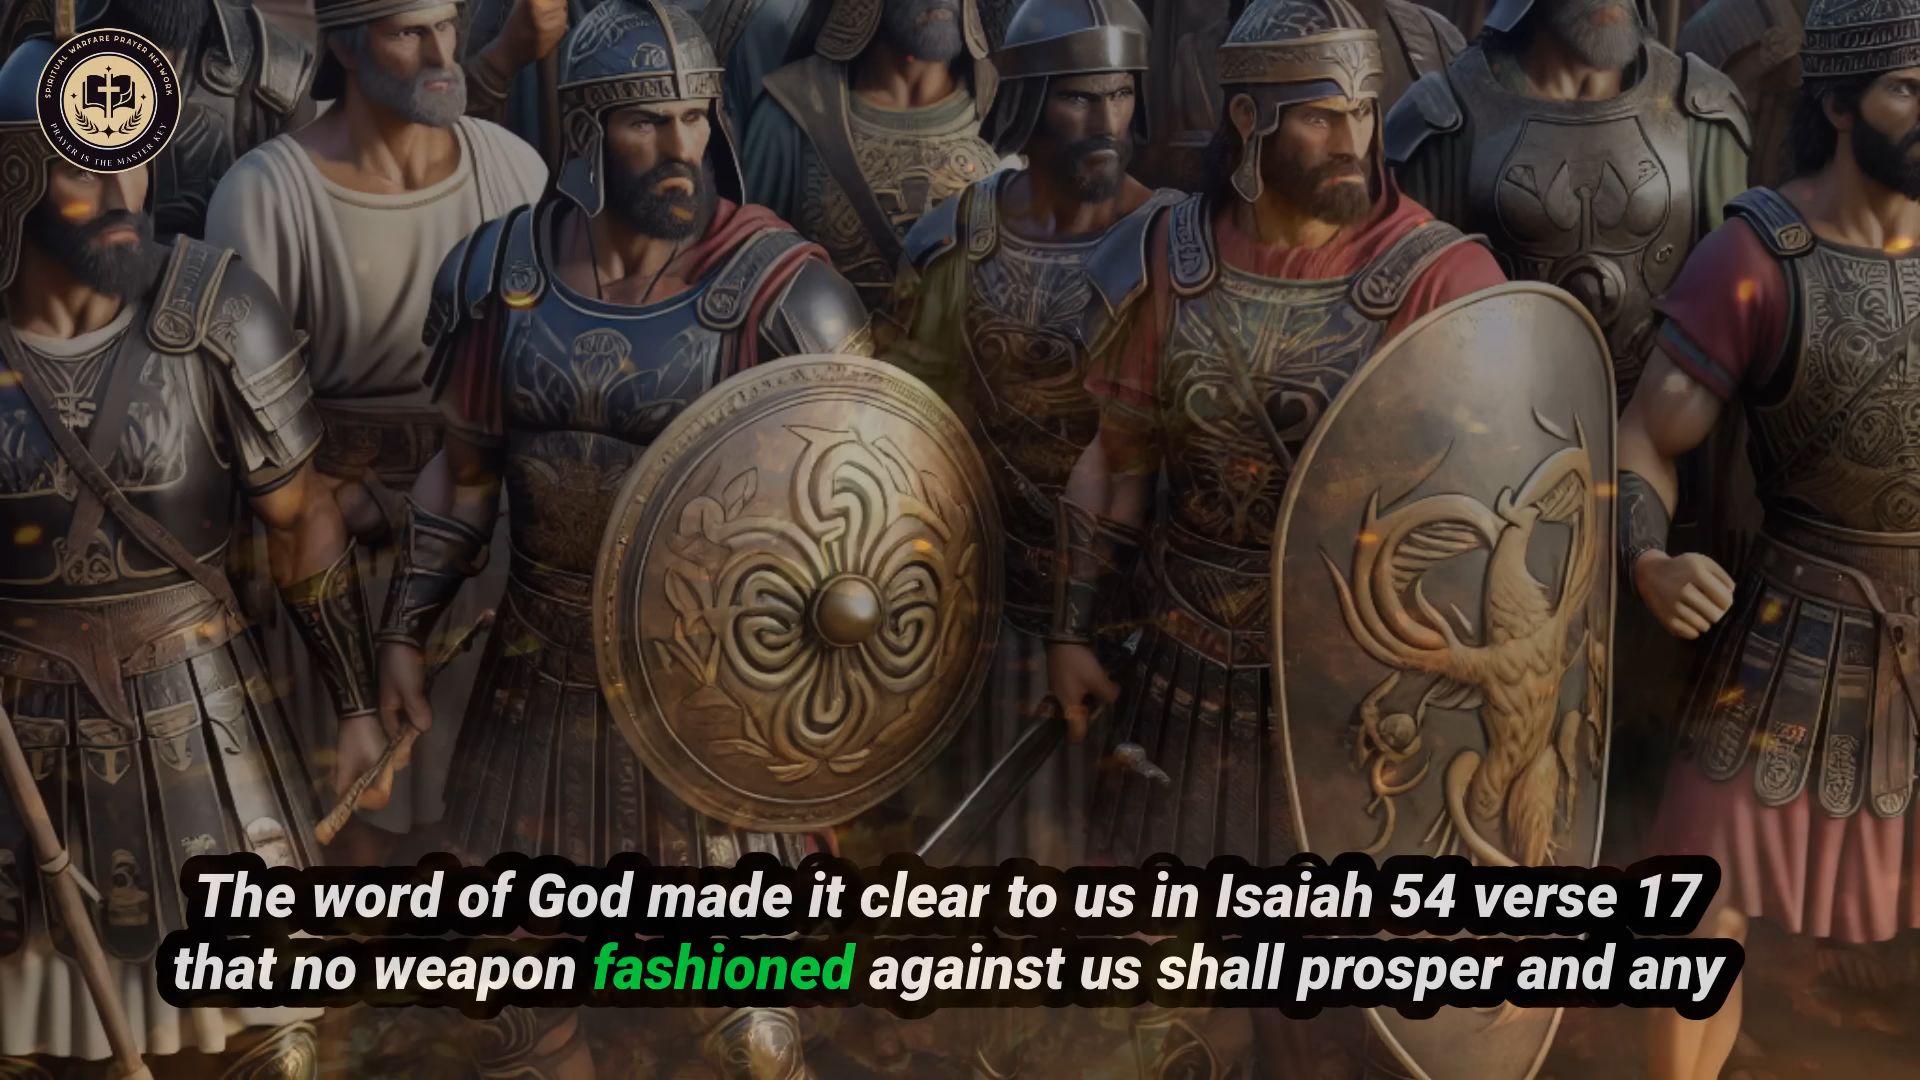 SPIRITUAL WARFARE PRAYER NETWORK
PRAYER IS THE MASTER KEY
The word of God made it clear to us in Isaiah 54 verse 17
that no weapon fashioned against us shall prosper and any